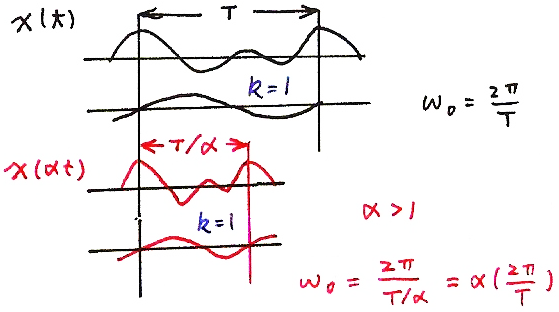 x(t)
T
k=1
ω₀ = 2π/T
T/α
x(αt)
k=1
α>1
ω₀ = 2π/(T/α) = α(2π/T)